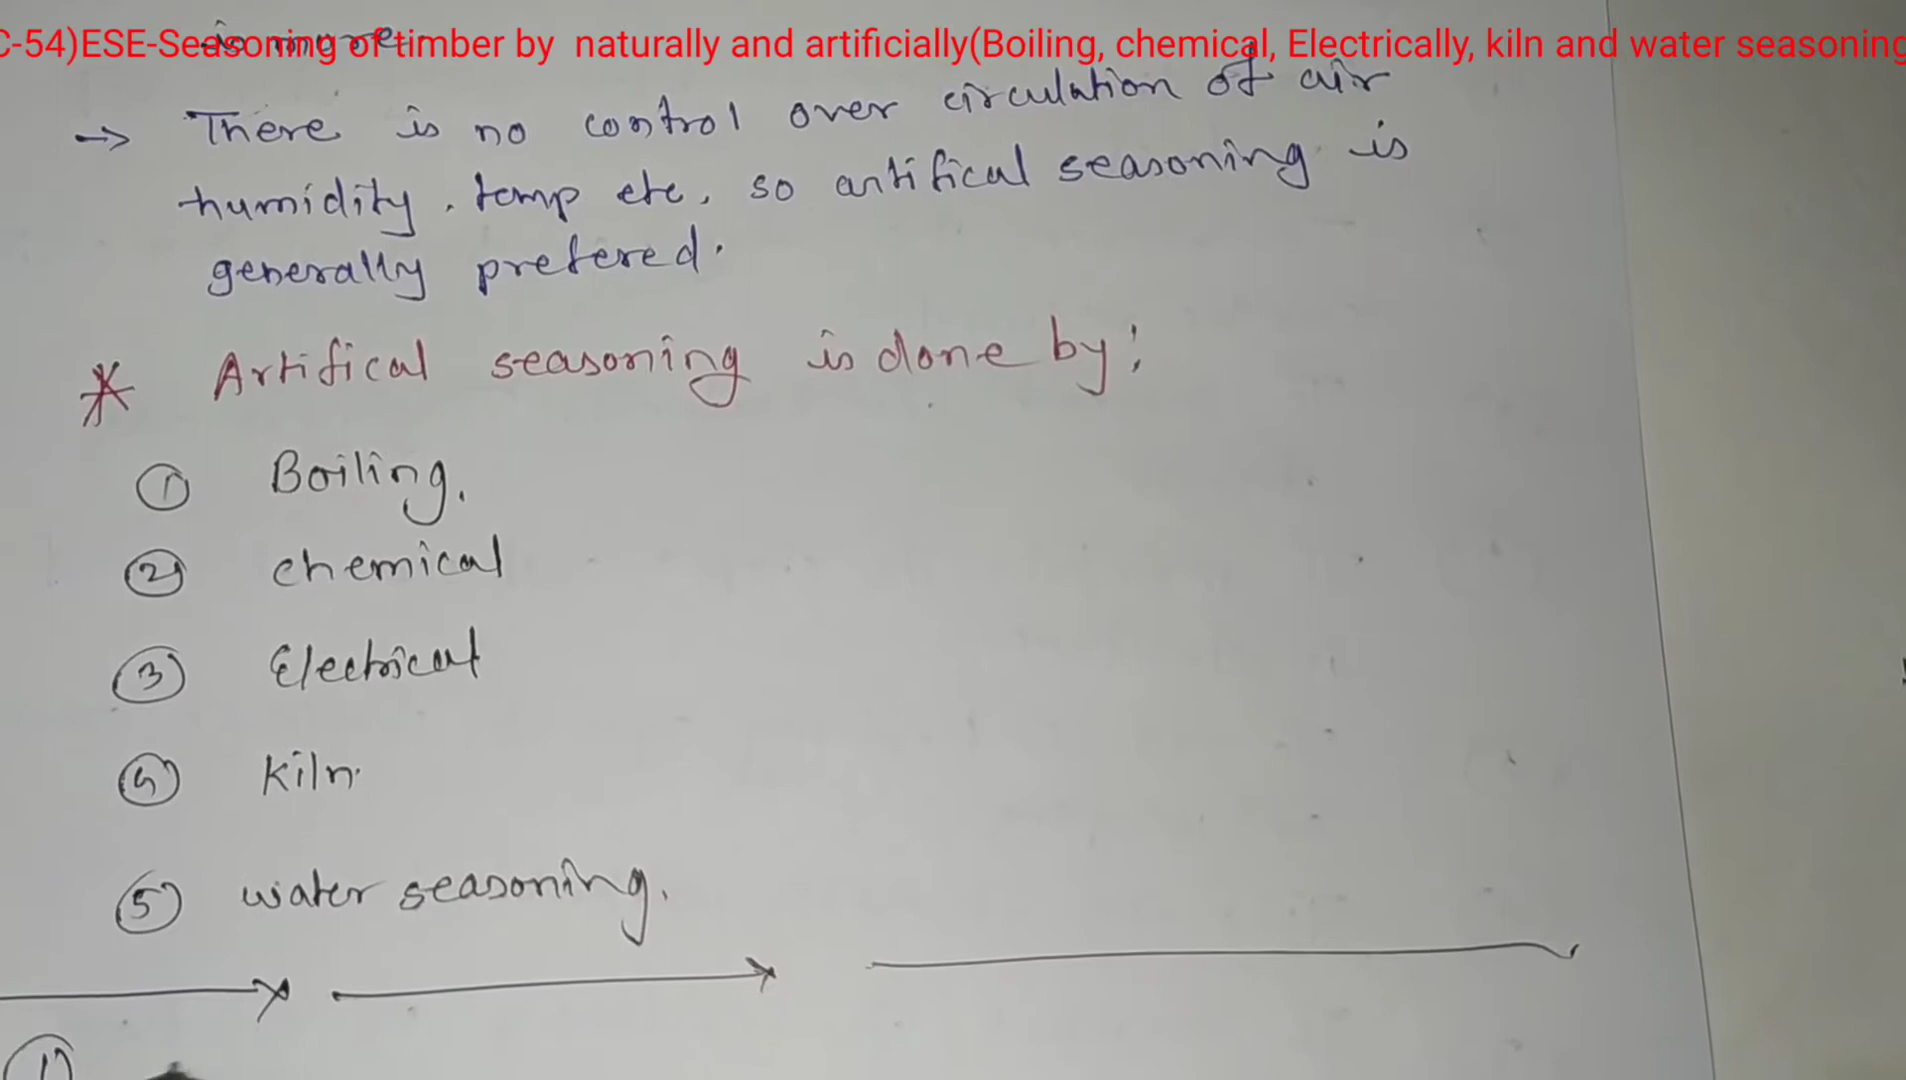 C-54)ESE-Seasoning of timber by naturally and artificially(Boiling, chemical, Electrically, kiln and water seasoning
→ There is no control over circulation of air
humidity, temp etc, so artifical seasoning is
generally prefered.
* Artifical seasoning is done by:
① Boiling.
② chemical
③ Electrical
④ Kiln.
⑤ water seasoning.
①